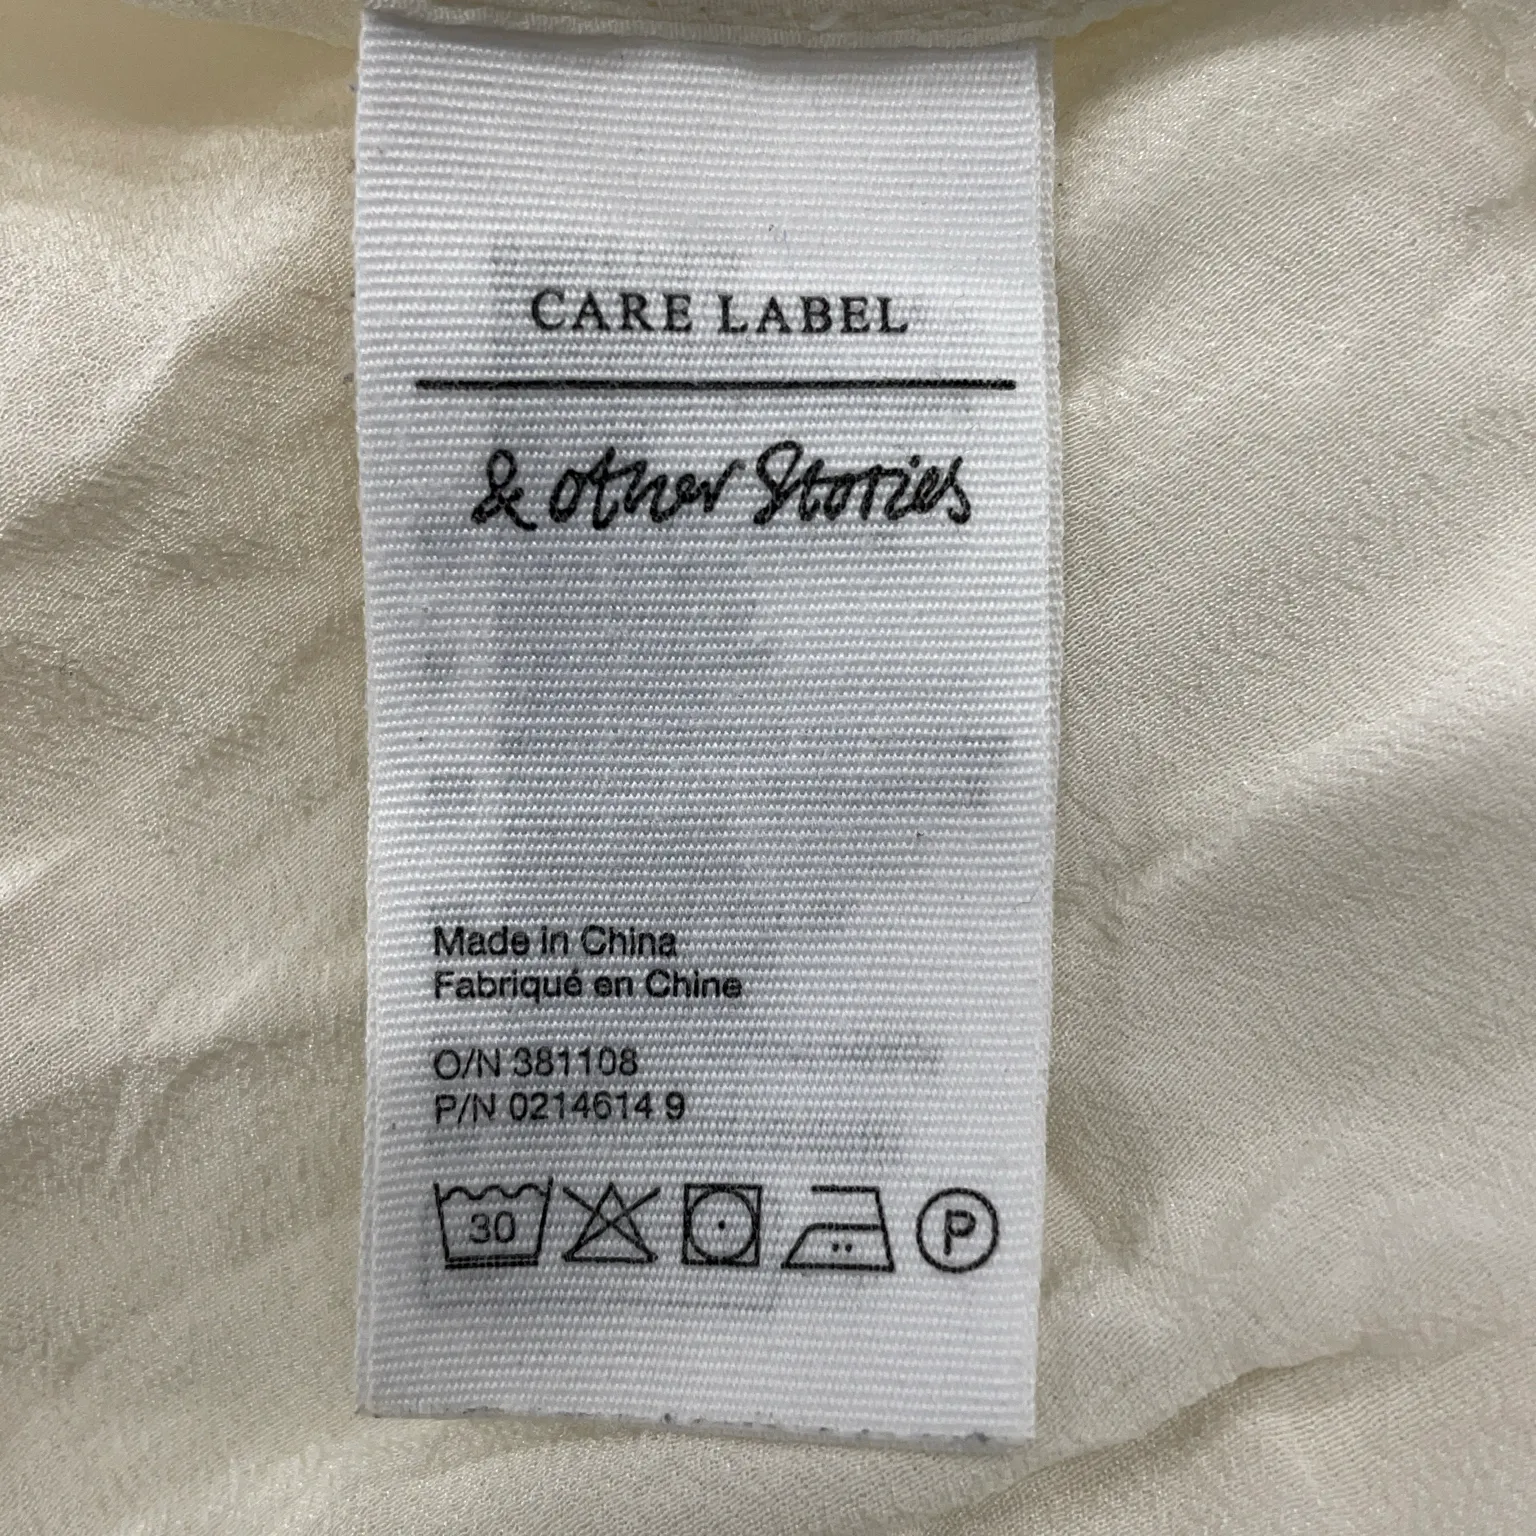 CARE LABEL
& other Stories
Made in China
Fabriqué en Chine
O/N 381108
P/N 0214614 9
30
P